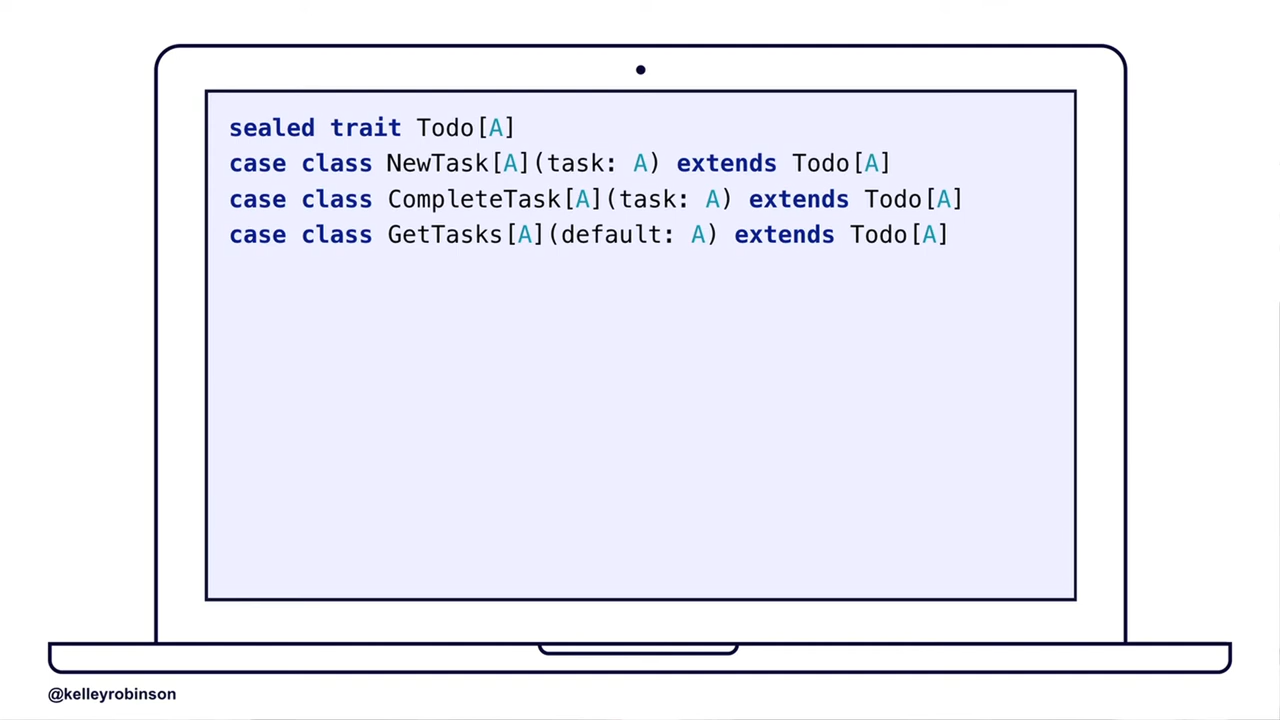 sealed trait Todo[A]
case class NewTask[A](task: A) extends Todo[A]
case class CompleteTask[A](task: A) extends Todo[A]
case class GetTasks[A](default: A) extends Todo[A]
@kelleyrobinson